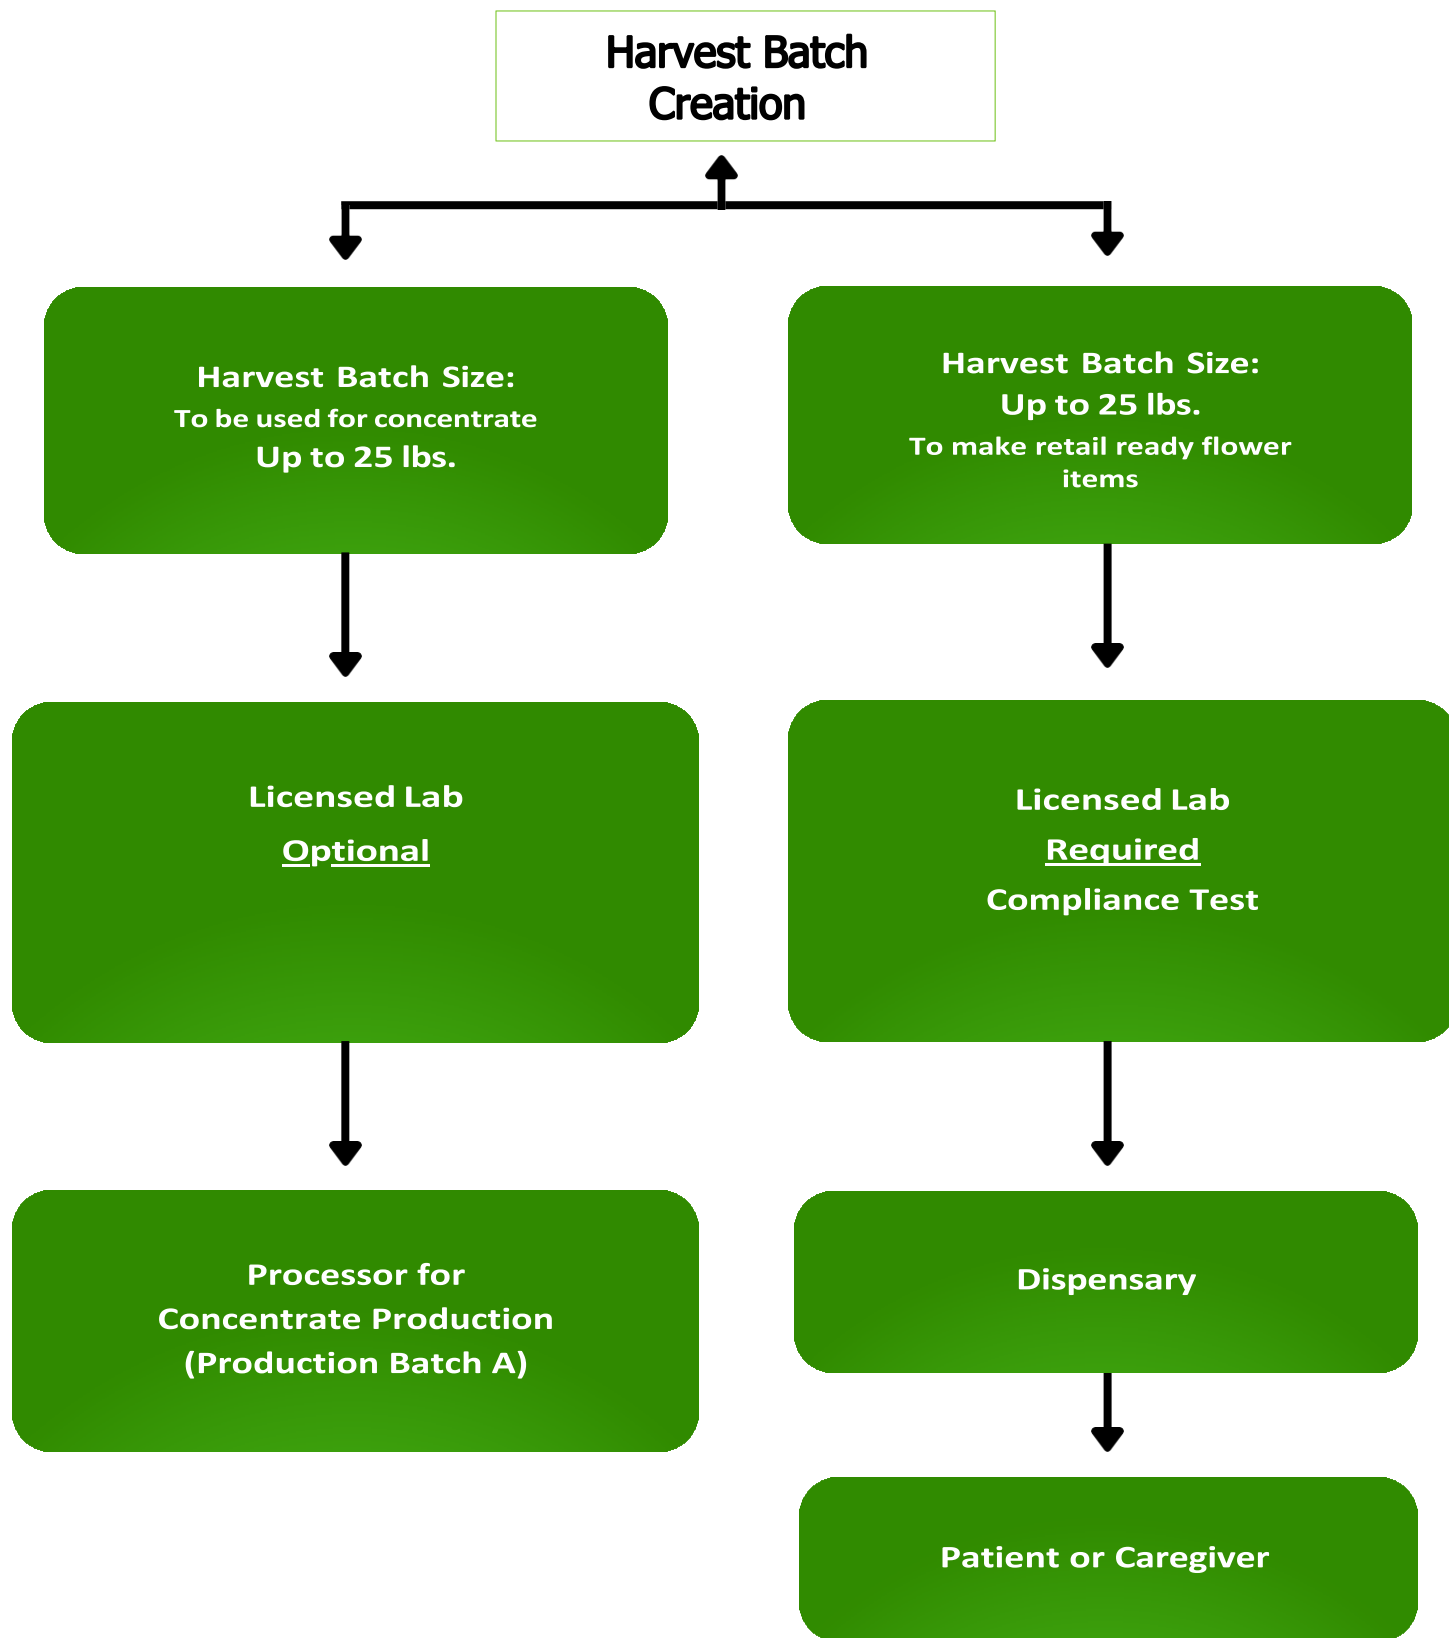 Harvest Batch
Creation
Harvest Batch Size:
To be used for concentrate
Up to 25 lbs.
Harvest Batch Size:
Up to 25 lbs.
To make retail ready flower
items
Licensed Lab
Optional
Licensed Lab
Required
Compliance Test
Processor for
Concentrate Production
(Production Batch A)
Dispensary
Patient or Caregiver